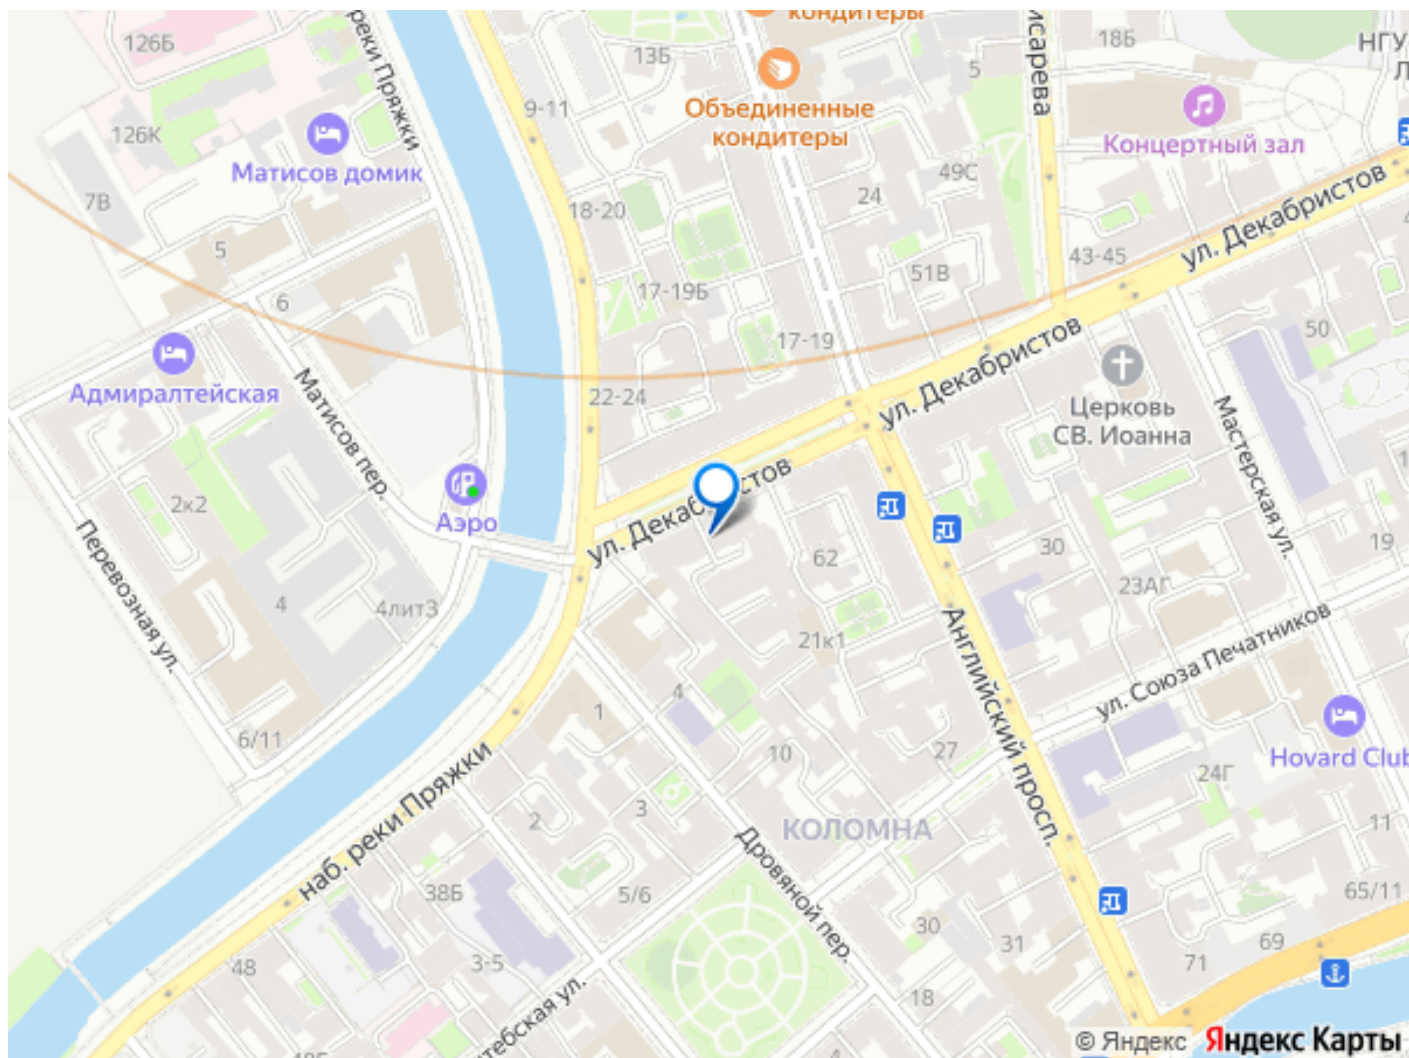 кондитеры
126Б
реки Пряжки
13Б
5
исарева
18Б
НГУ
Л
Объединенные
кондитеры
9-11
126К
Матисов домик
Концертный зал
7В
18-20
24
49С
ул. Декабристов
5
6
17-19Б
51В
43-45
17-19
50
Адмиралтейская
Матисов пер.
22-24
ул. Декабристов
Церковь
СВ. Иоанна
Мастерская ул.
2к2
Аэро
ул. Декабристов
Перевозная ул.
4
4лит3
62
30
19
23АГ
21к1
Английский просп.
ул. Союза Печатников
6/11
1
4
10
27
Hovard Club
24Г
наб. реки Пряжки
2
3
КОЛОМНА
11
Дровяной пер.
38Б
5/6
65/11
30
31
69
71
48
3-5
тебская ул.
18
© Яндекс Яндекс Карты